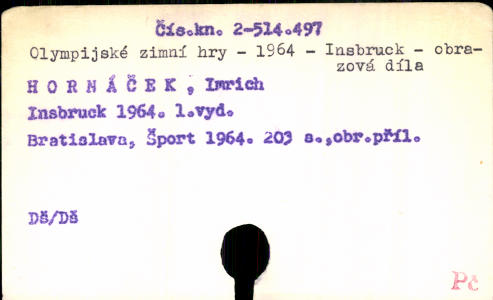 Čís.kn. 2-514.497
Olympijské zimní hry - 1964 - Insbruck - obra-
zová díla
H O R N Á Č E K , Imrich
Insbruck 1964. 1.vyd.
Bratislava, Šport 1964. 203 s.,obr.příl.
Dš/Dš
Pč